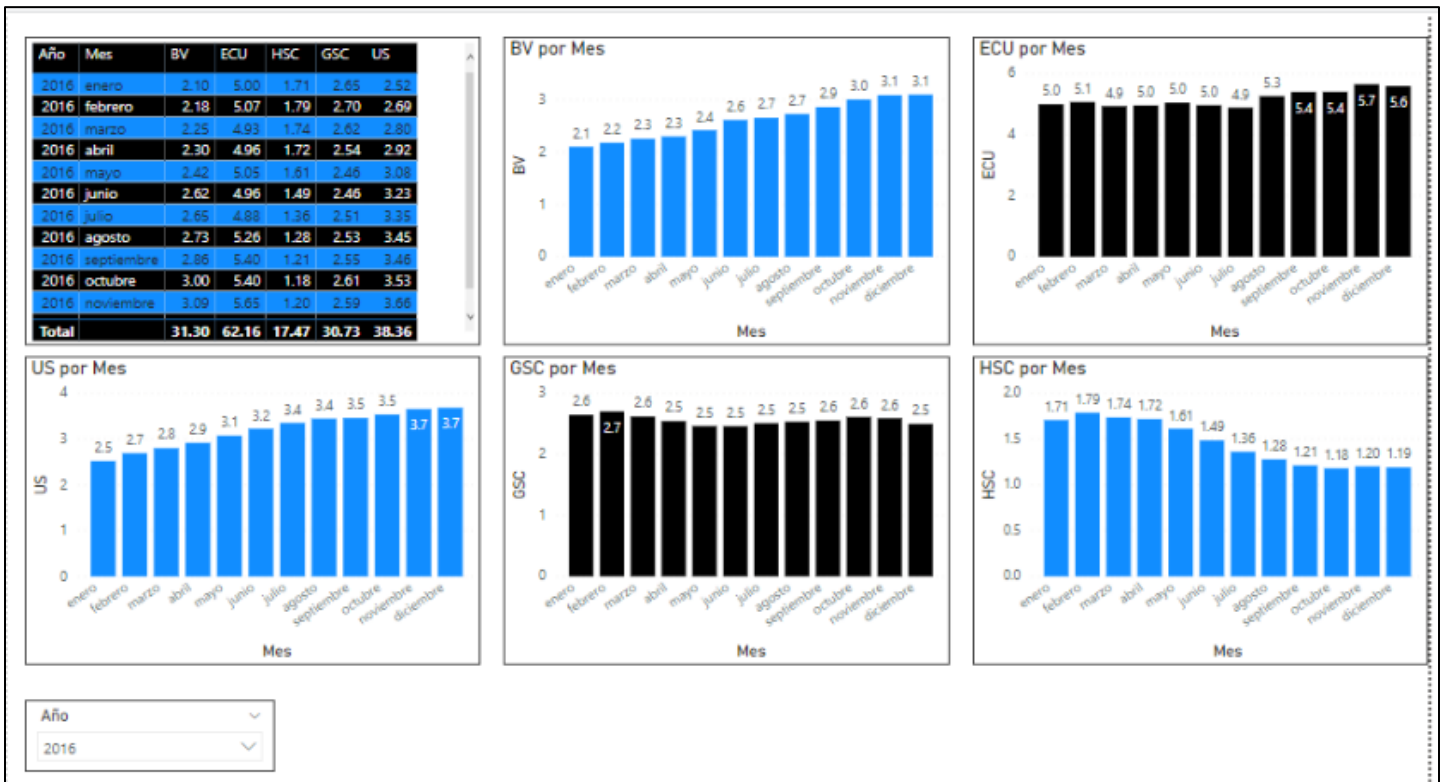 Año Mes BV ECU HSC GSC US
2016 enero 2.10 5.00 1.71 2.65 2.52
2016 febrero 2.18 5.07 1.79 2.70 2.69
2016 marzo 2.25 4.93 1.74 2.62 2.80
2016 abril 2.30 4.96 1.72 2.54 2.92
2016 mayo 2.42 5.05 1.61 2.46 3.08
2016 junio 2.62 4.96 1.49 2.46 3.23
2016 julio 2.65 4.88 1.36 2.51 3.35
2016 agosto 2.73 5.26 1.28 2.53 3.45
2016 septiembre 2.86 5.40 1.21 2.55 3.46
2016 octubre 3.00 5.40 1.18 2.61 3.53
2016 noviembre 3.09 5.65 1.20 2.59 3.66
Total 31.30 62.16 17.47 30.73 38.36
BV por Mes
2.1 2.2 2.3 2.3 2.4 2.6 2.7 2.7 2.9 3.0 3.1 3.1
3
2
1
0
BV
enero febrero marzo abril mayo junio julio agosto septiembre octubre noviembre diciembre
Mes
ECU por Mes
5.0 5.1 4.9 5.0 5.0 5.0 4.9 5.3 5.4 5.4 5.7 5.6
6
4
2
0
ECU
enero febrero marzo abril mayo junio julio agosto septiembre octubre noviembre diciembre
Mes
US por Mes
2.5 2.7 2.8 2.9 3.1 3.2 3.4 3.4 3.5 3.5 3.7 3.7
4
3
2
1
0
US
enero febrero marzo abril mayo junio julio agosto septiembre octubre noviembre diciembre
Mes
GSC por Mes
2.6 2.7 2.6 2.5 2.5 2.5 2.5 2.5 2.6 2.6 2.6 2.5
3
2
1
0
GSC
enero febrero marzo abril mayo junio julio agosto septiembre octubre noviembre diciembre
Mes
HSC por Mes
1.71 1.79 1.74 1.72 1.61 1.49 1.36 1.28 1.21 1.18 1.20 1.19
2.0
1.5
1.0
0.5
0.0
HSC
enero febrero marzo abril mayo junio julio agosto septiembre octubre noviembre diciembre
Mes
Año
2016